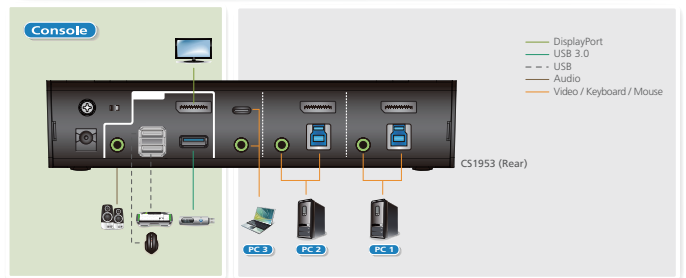 Console
DisplayPort
USB 3.0
USB
Audio
Video / Keyboard / Mouse
CS1953 (Rear)
PC 3
PC 2
PC 1